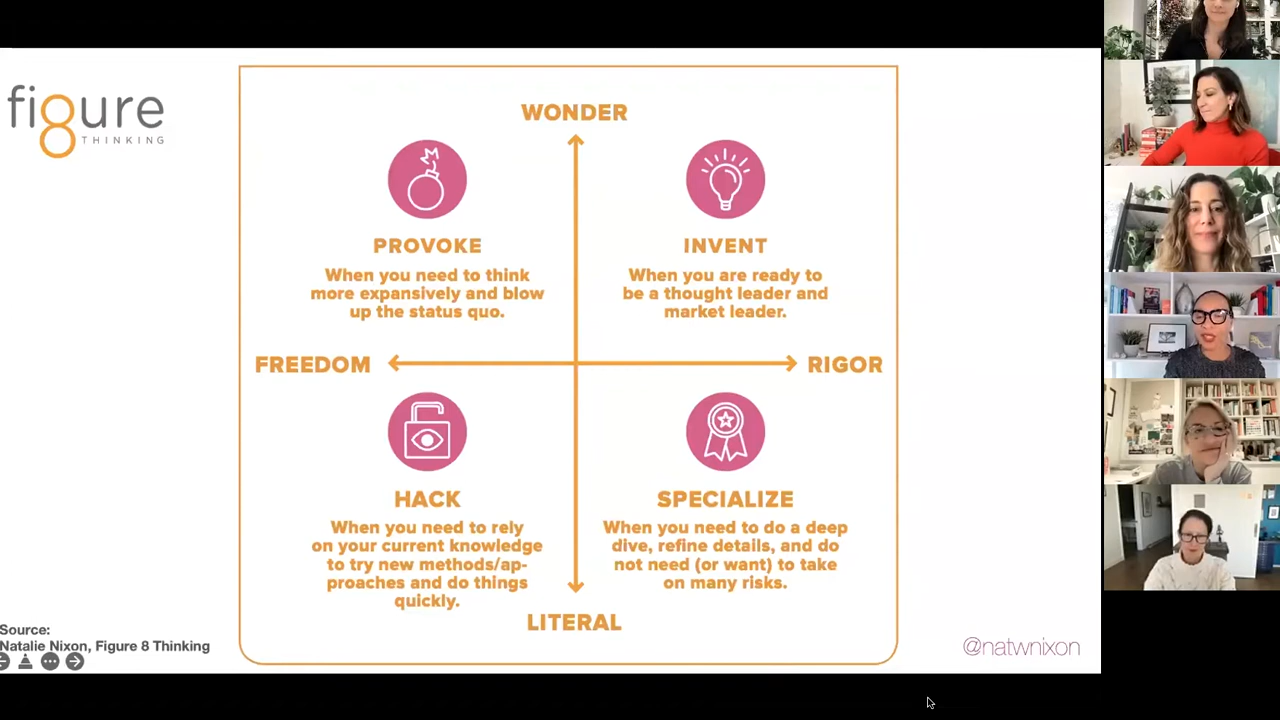 figure
THINKING
WONDER
PROVOKE
When you need to think
more expansively and blow
up the status quo.
INVENT
When you are ready to
be a thought leader and
market leader.
FREEDOM
RIGOR
HACK
When you need to rely
on your current knowledge
to try new methods/ap-
proaches and do things
quickly.
SPECIALIZE
When you need to do a deep
dive, refine details, and do
not need (or want) to take
on many risks.
LITERAL
Source:
Natalie Nixon, Figure 8 Thinking
@natwnixon